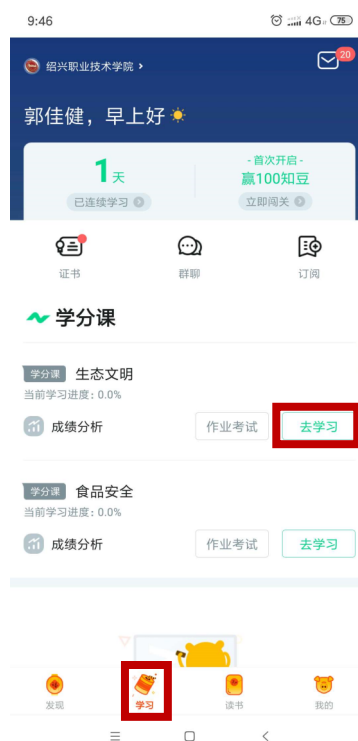 9:46 4G 75
绍兴职业技术学院 › 20
郭佳健，早上好
1天 - 首次开启 -
赢100知豆
已连续学习 立即闯关
证书 群聊 订阅
学分课
学分课 生态文明
当前学习进度: 0.0%
成绩分析 作业考试 去学习
学分课 食品安全
当前学习进度: 0.0%
成绩分析 作业考试 去学习
发现 学习 读书 我的